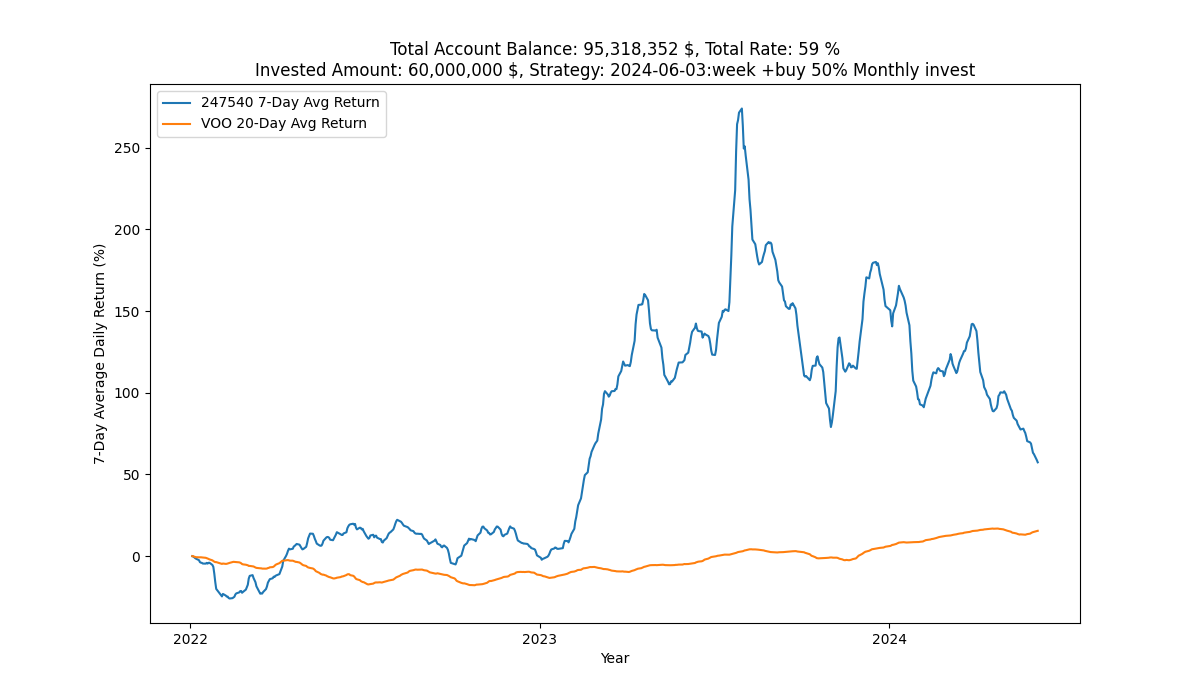 Total Account Balance: 95,318,352 $, Total Rate: 59 %
Invested Amount: 60,000,000 $, Strategy: 2024-06-03:week +buy 50% Monthly invest
247540 7-Day Avg Return
VOO 20-Day Avg Return
7-Day Average Daily Return (%)
250
200
150
100
50
0
2022
2023
2024
Year